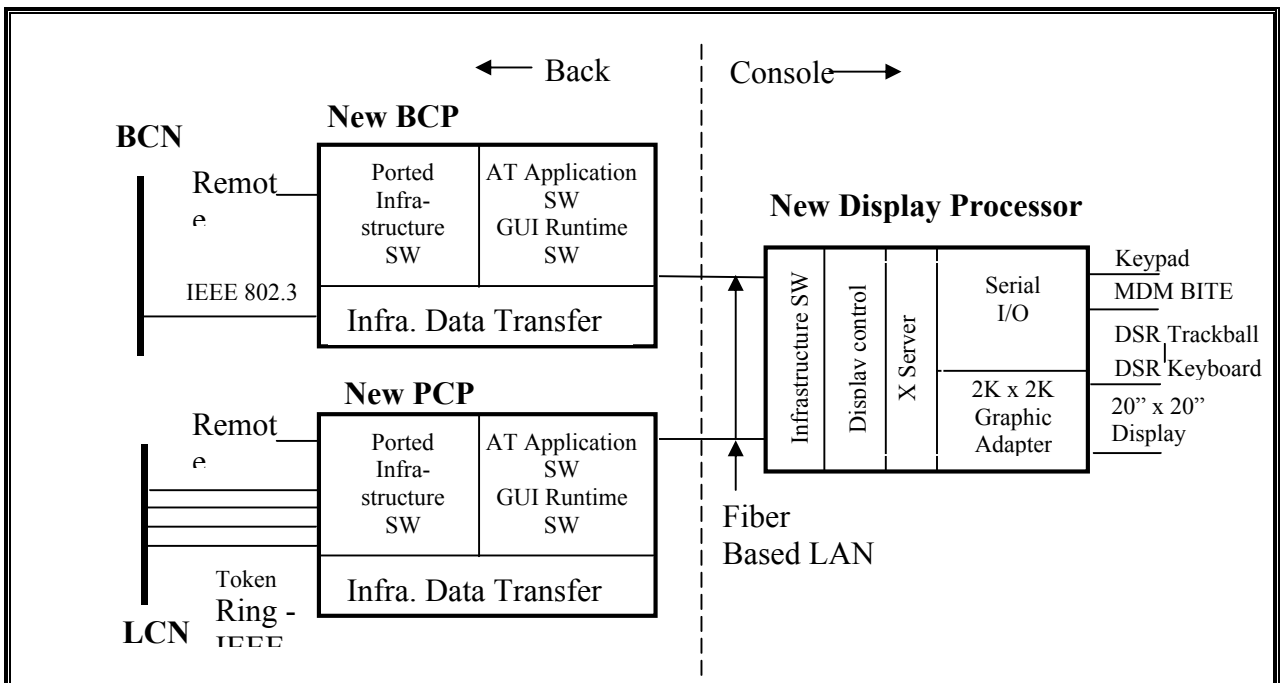 Back
Console
New BCP
BCN
Remot
e
Ported
Infra-
structure
SW
AT Application
SW
GUI Runtime
SW
IEEE 802.3
Infra. Data Transfer
New PCP
Remot
e
Ported
Infra-
structure
SW
AT Application
SW
GUI Runtime
SW
Token
Ring -
IEEE
LCN
Infra. Data Transfer
Fiber
Based LAN
New Display Processor
Infrastructure SW
Display control
X Server
Serial
I/O
2K x 2K
Graphic
Adapter
Keypad
MDM BITE
DSR Trackball
DSR Keyboard
20” x 20”
Display